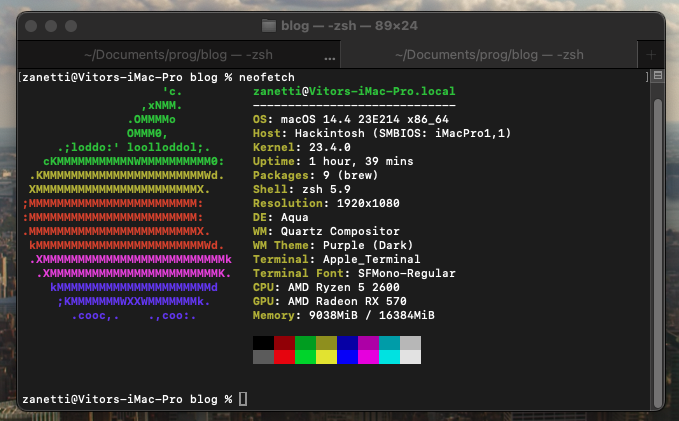 blog — -zsh — 89×24
~/Documents/prog/blog — -zsh ... ~/Documents/prog/blog — -zsh +
[zanetti@Vitors-iMac-Pro blog % neofetch ]
'c. zanetti@Vitors-iMac-Pro.local
,xNMM. -----------------------------
.OMMMMo OS: macOS 14.4 23E214 x86_64
OMMM0, Host: Hackintosh (SMBIOS: iMacPro1,1)
.;loddo:' loolloddol;. Kernel: 23.4.0
cKMMMMMMMMMMNWMMMMMMMMMM0: Uptime: 1 hour, 39 mins
.KMMMMMMMMMMMMMMMMMMMMMMMWd. Packages: 9 (brew)
XMMMMMMMMMMMMMMMMMMMMMMMX. Shell: zsh 5.9
;MMMMMMMMMMMMMMMMMMMMMMMM: Resolution: 1920x1080
:MMMMMMMMMMMMMMMMMMMMMMMM: DE: Aqua
.MMMMMMMMMMMMMMMMMMMMMMMMX. WM: Quartz Compositor
kMMMMMMMMMMMMMMMMMMMMMMMMWd. WM Theme: Purple (Dark)
.XMMMMMMMMMMMMMMMMMMMMMMMMMMk Terminal: Apple_Terminal
.XMMMMMMMMMMMMMMMMMMMMMMMMK. Terminal Font: SFMono-Regular
kMMMMMMMMMMMMMMMMMMMMMMd CPU: AMD Ryzen 5 2600
;KMMMMMMMWXXWMMMMMMMk. GPU: AMD Radeon RX 570
.cooc,. .,coo:. Memory: 9038MiB / 16384MiB
zanetti@Vitors-iMac-Pro blog %